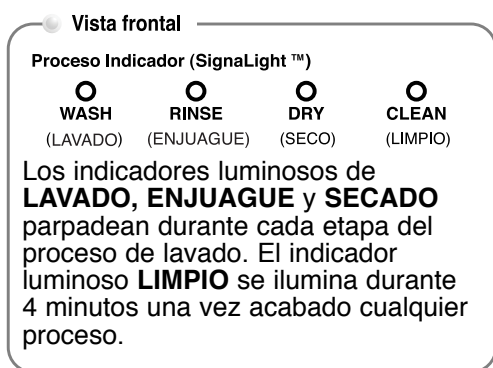 Vista frontal
Proceso Indicador (SignaLight ™)
WASH RINSE DRY CLEAN
(LAVADO) (ENJUAGUE) (SECO) (LIMPIO)
Los indicadores luminosos de
LAVADO, ENJUAGUE y SECADO
parpadean durante cada etapa del
proceso de lavado. El indicador
luminoso LIMPIO se ilumina durante
4 minutos una vez acabado cualquier
proceso.